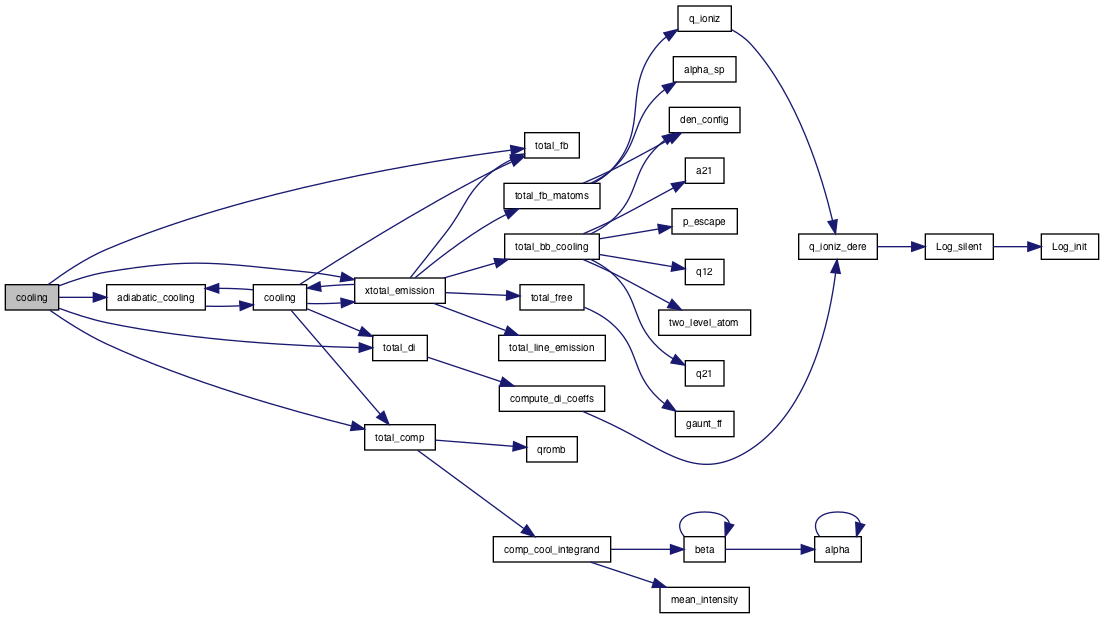 cooling
adiabatic_cooling
cooling
xtotal_emission
total_fb
total_fb_matoms
total_bb_cooling
total_free
total_line_emission
total_di
compute_di_coeffs
total_comp
qromb
comp_cool_integrand
q_ioniz
alpha_sp
den_config
a21
p_escape
q12
two_level_atom
q21
gaunt_ff
beta
alpha
mean_intensity
q_ioniz_dere
Log_silent
Log_init